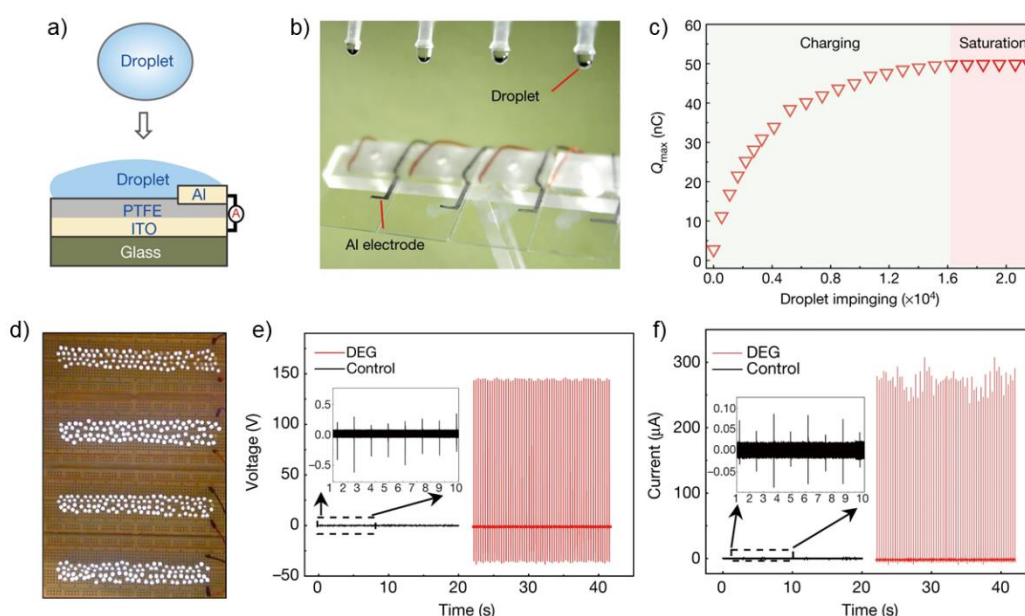 a)
Droplet
Droplet
Al
PTFE
A
ITO
Glass
b)
Droplet
Al electrode
c)
Charging
Saturation
60
50
40
30
20
10
0
Qmax (nC)
0.0
0.4
0.8
1.2
1.6
2.0
Droplet impinging (×10⁴)
d)
e)
DEG
Control
150
100
50
0
−50
Voltage (V)
0.5
0.0
−0.5
1 2 3 4 5 6 7 8 9 10
0 10 20 30 40
Time (s)
f)
DEG
Control
300
200
100
0
Current (µA)
0.10
0.05
0.00
−0.05
1 2 3 4 5 6 7 8 9 10
0 10 20 30 40
Time (s)